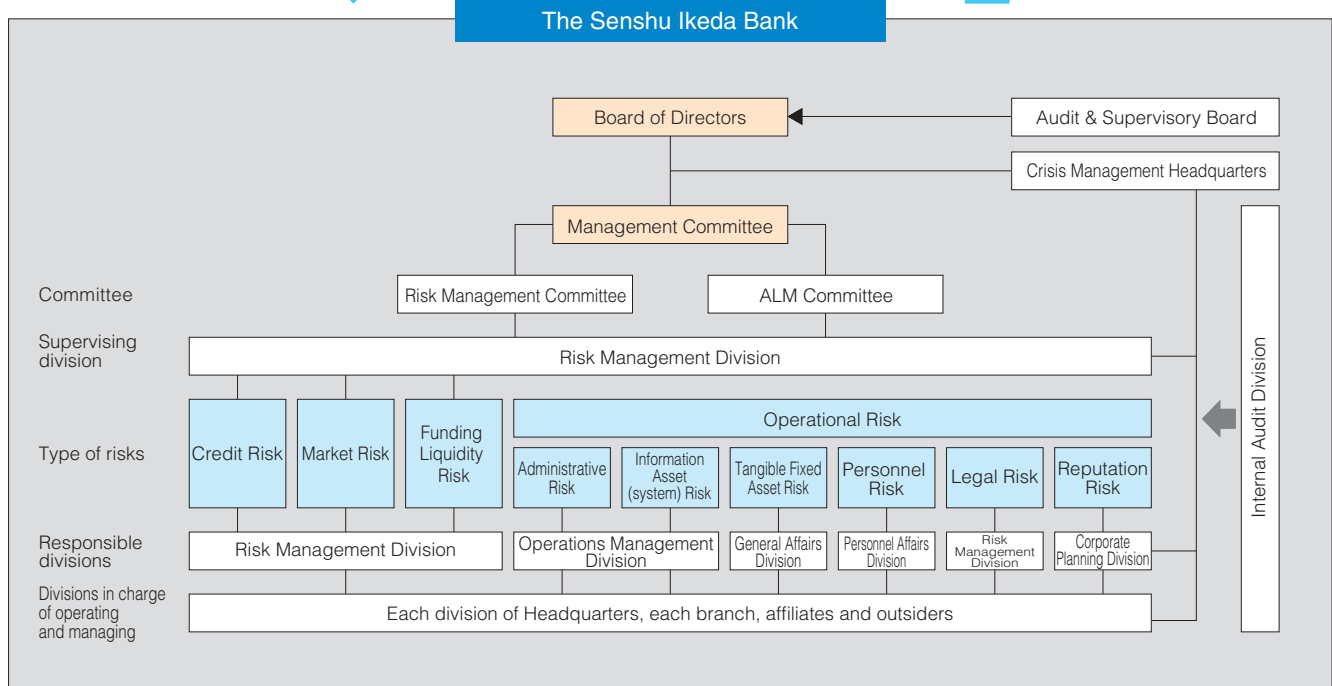 The Senshu Ikeda Bank
Board of Directors
Audit & Supervisory Board
Crisis Management Headquarters
Management Committee
Committee
Risk Management Committee
ALM Committee
Supervising
division
Risk Management Division
Type of risks
Credit Risk
Market Risk
Funding
Liquidity
Risk
Operational Risk
Administrative
Risk
Information
Asset
(system) Risk
Tangible Fixed
Asset Risk
Personnel
Risk
Legal Risk
Reputation
Risk
Internal Audit Division
Responsible
divisions
Risk Management Division
Operations Management
Division
General Affairs
Division
Personnel Affairs
Division
Risk
Management
Division
Corporate
Planning Division
Divisions in charge
of operating
and managing
Each division of Headquarters, each branch, affiliates and outsiders